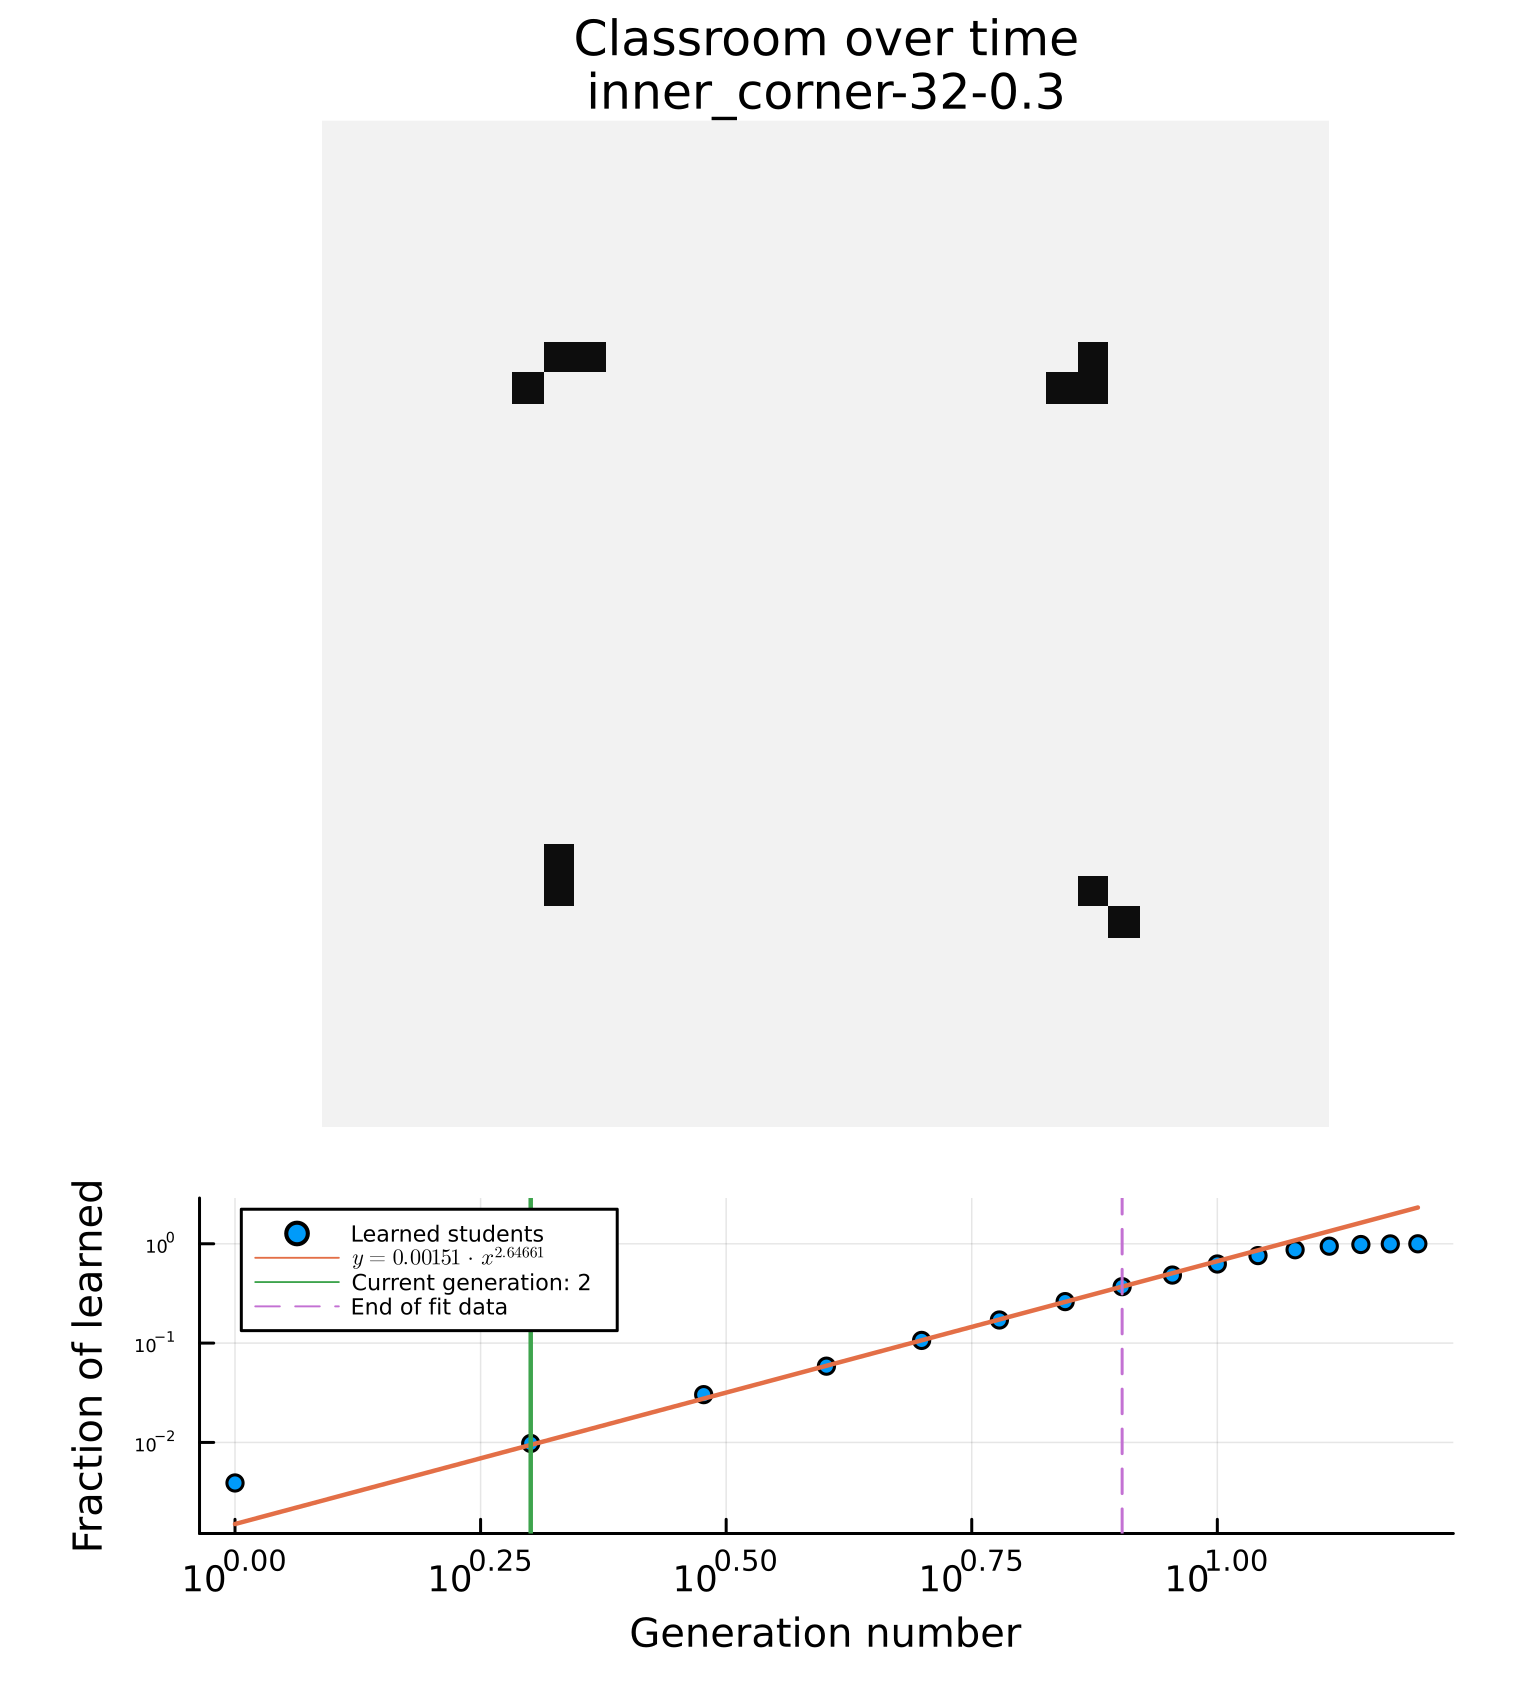 Classroom over time
inner_corner-32-0.3
Fraction of learned
10^0
10^-1
10^-2
Learned students
y = 0.00151 · x^2.64661
Current generation: 2
End of fit data
10^0.00 10^0.25 10^0.50 10^0.75 10^1.00
Generation number